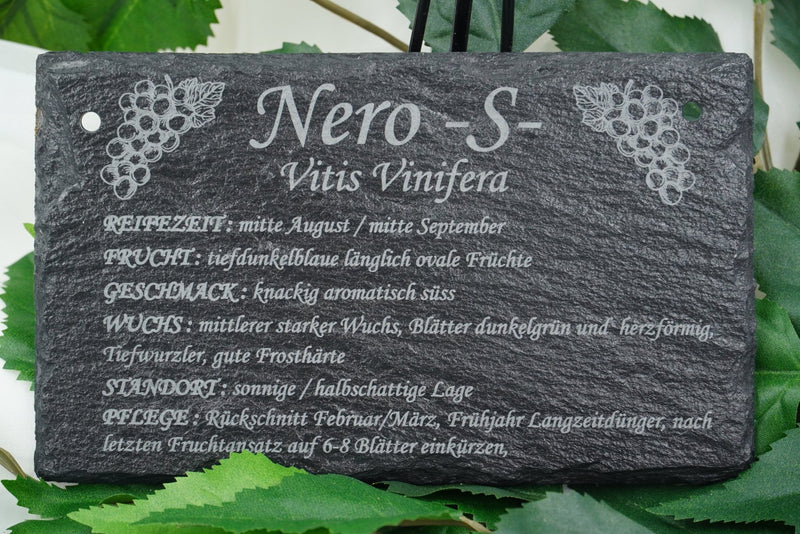 Nero -S-
Vitis Vinifera
REIFEZEIT : mitte August / mitte September
FRUCHT : tiefdunkelblaue länglich ovale Früchte
GESCHMACK : knackig aromatisch süss
WUCHS : mittlerer starker Wuchs, Blätter dunkelgrün und herzförmig,
Tiefwurzler, gute Frosthärte
STANDORT : sonnige / halbschattige Lage
PFLEGE : Rückschnitt Februar/März, Frühjahr Langzeitdünger, nach
letzten Fruchtansatz auf 6-8 Blätter einkürzen,